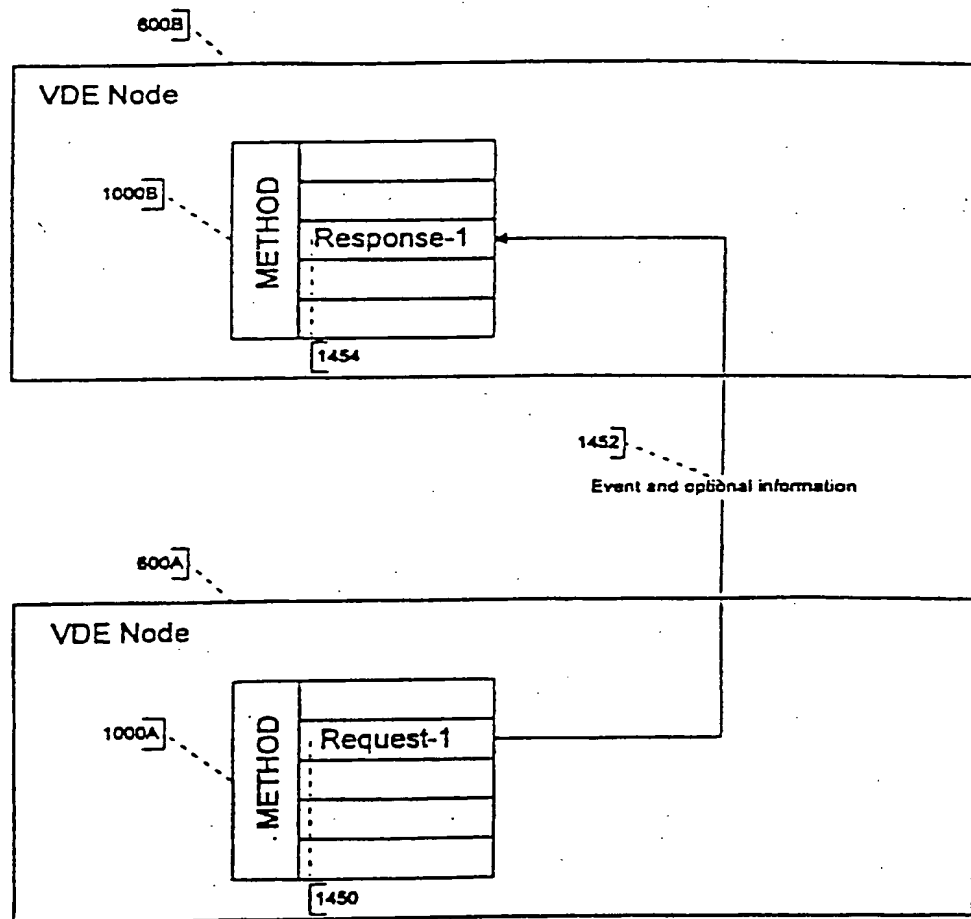 600B
VDE Node
1000B
METHOD
Response-1
1454
1452
Event and optional information
600A
VDE Node
1000A
METHOD
Request-1
1450